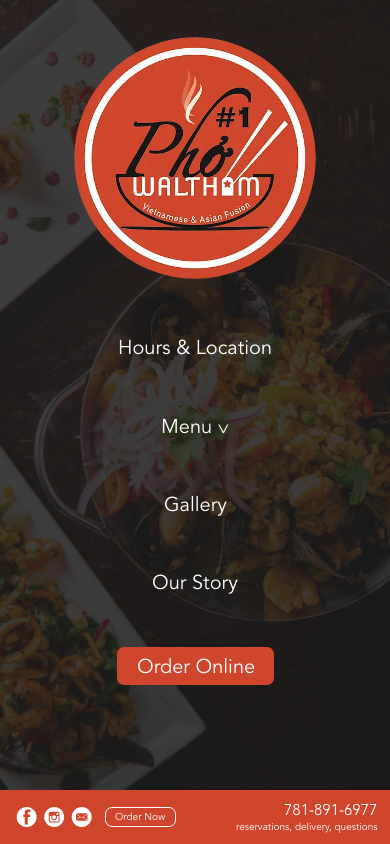 #1
Phở
WALTHAM
Vietnamese & Asian Fusion
Hours & Location
Menu v
Gallery
Our Story
Order Online
Order Now
781-891-6977
reservations, delivery, questions